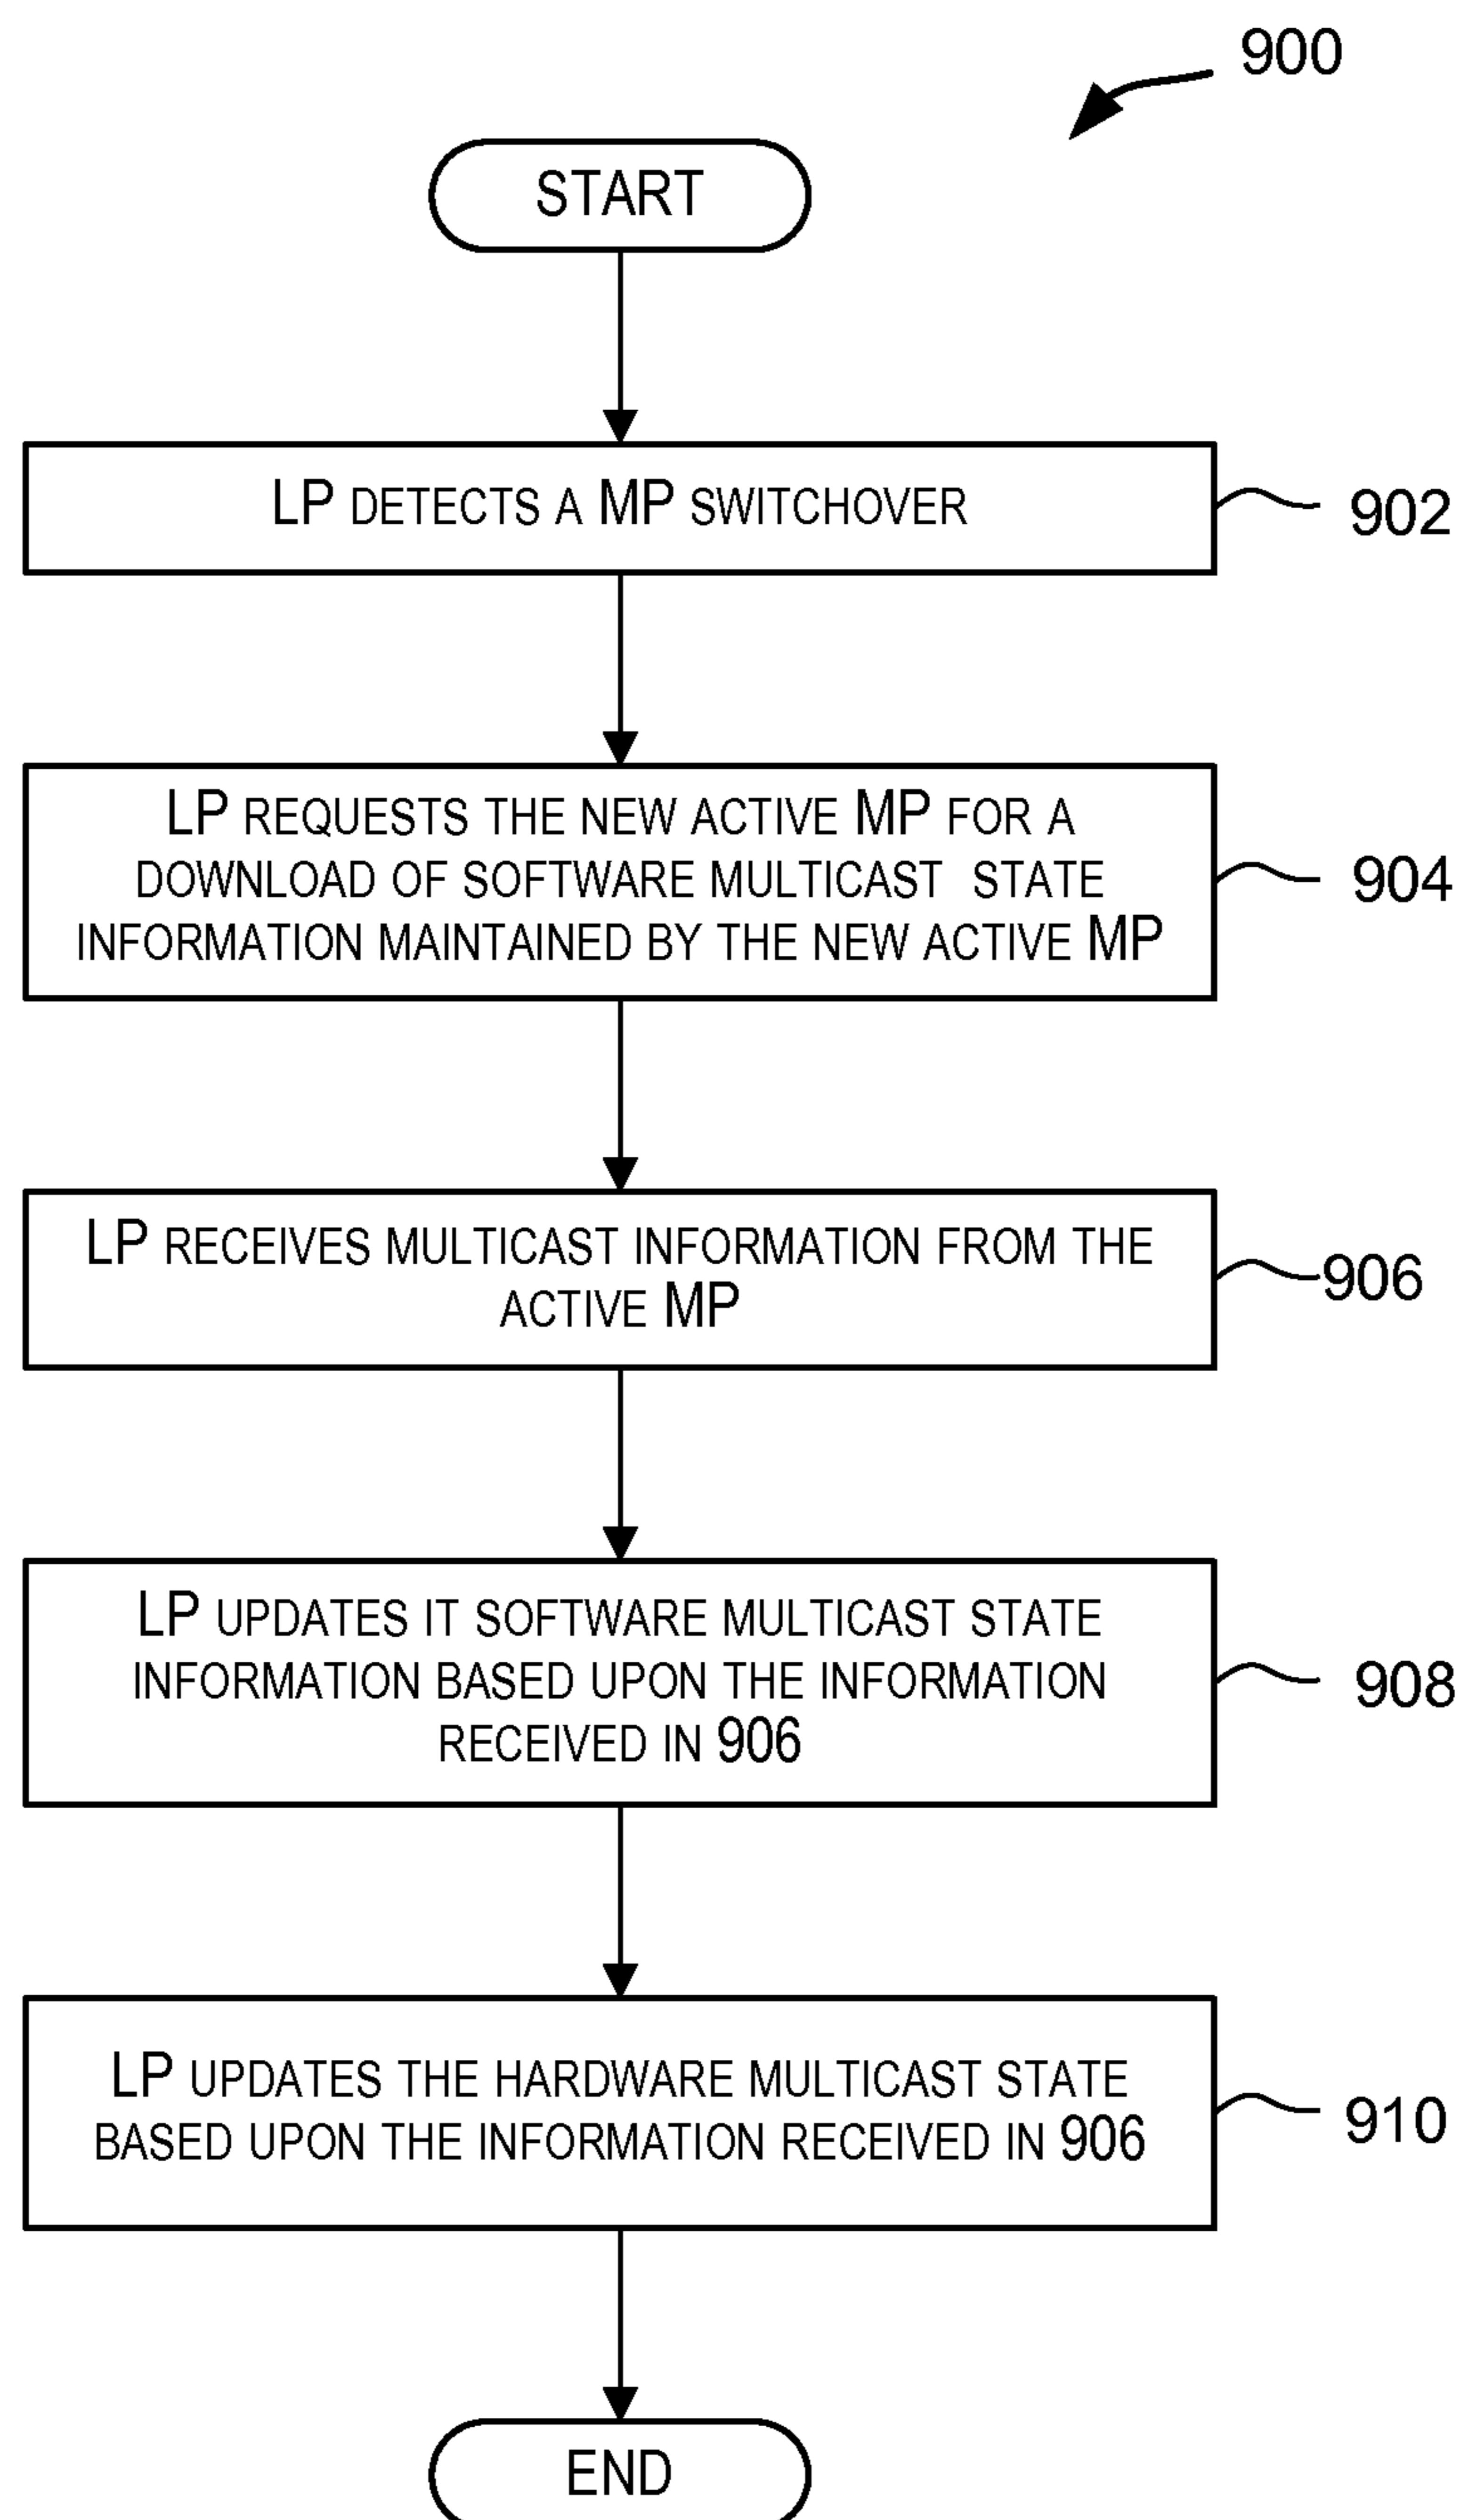 900
START
LP DETECTS A MP SWITCHOVER
902
LP REQUESTS THE NEW ACTIVE MP FOR A
DOWNLOAD OF SOFTWARE MULTICAST STATE
INFORMATION MAINTAINED BY THE NEW ACTIVE MP
904
LP RECEIVES MULTICAST INFORMATION FROM THE
ACTIVE MP
906
LP UPDATES IT SOFTWARE MULTICAST STATE
INFORMATION BASED UPON THE INFORMATION
RECEIVED IN 906
908
LP UPDATES THE HARDWARE MULTICAST STATE
BASED UPON THE INFORMATION RECEIVED IN 906
910
END